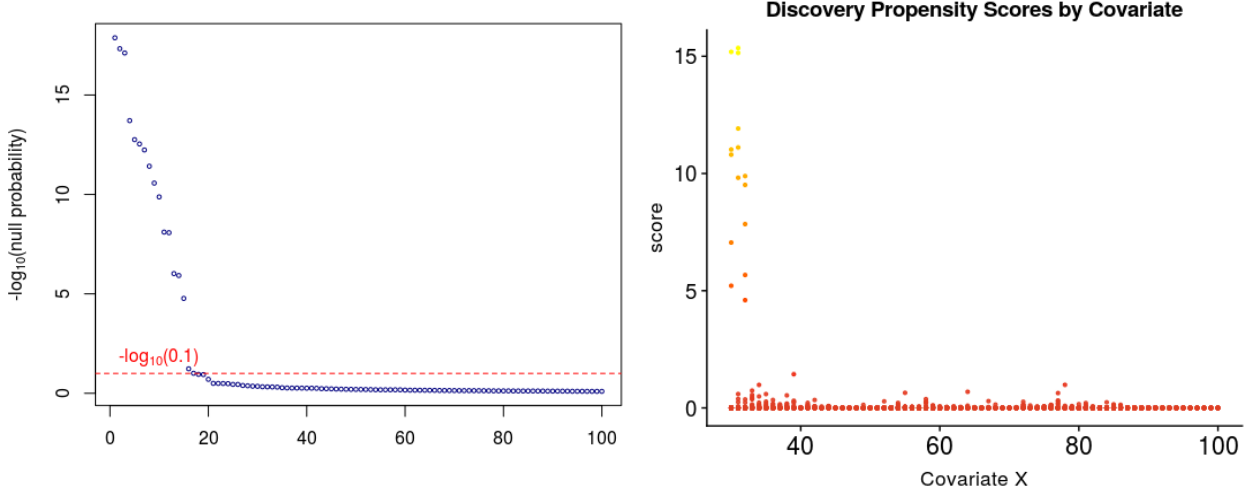 -log₁₀(null probability)
15
10
5
0
-log₁₀(0.1)
0 20 40 60 80 100
Discovery Propensity Scores by Covariate
score
15
10
5
0
40 60 80 100
Covariate X